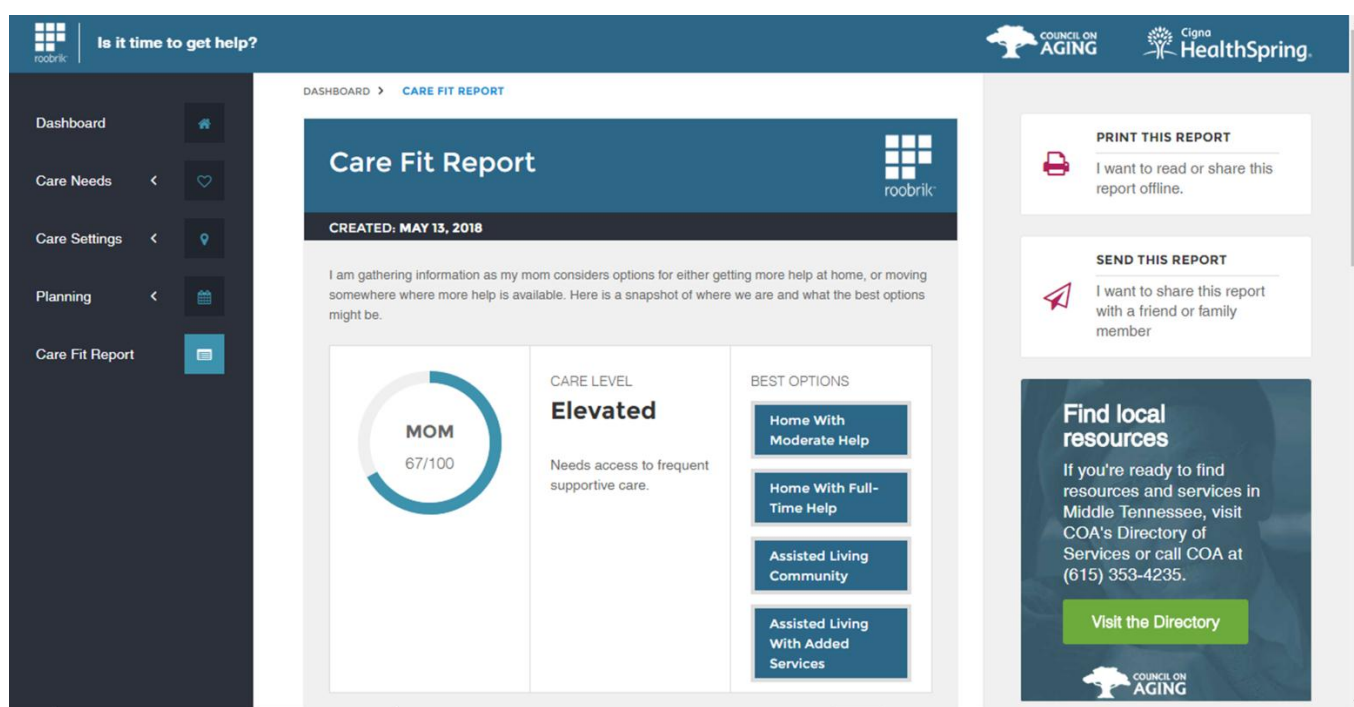 roobrik
Is it time to get help?
COUNCIL ON
AGING
Cigna
HealthSpring.
Dashboard
Care Needs
Care Settings
Planning
Care Fit Report
DASHBOARD > CARE FIT REPORT
Care Fit Report
roobrik
CREATED: MAY 13, 2018
I am gathering information as my mom considers options for either getting more help at home, or moving
somewhere where more help is available. Here is a snapshot of where we are and what the best options
might be.
MOM
67/100
CARE LEVEL
Elevated
Needs access to frequent
supportive care.
BEST OPTIONS
Home With
Moderate Help
Home With Full-
Time Help
Assisted Living
Community
Assisted Living
With Added
Services
PRINT THIS REPORT
I want to read or share this
report offline.
SEND THIS REPORT
I want to share this report
with a friend or family
member
Find local
resources
If you're ready to find
resources and services in
Middle Tennessee, visit
COA's Directory of
Services or call COA at
(615) 353-4235.
Visit the Directory
COUNCIL ON
AGING